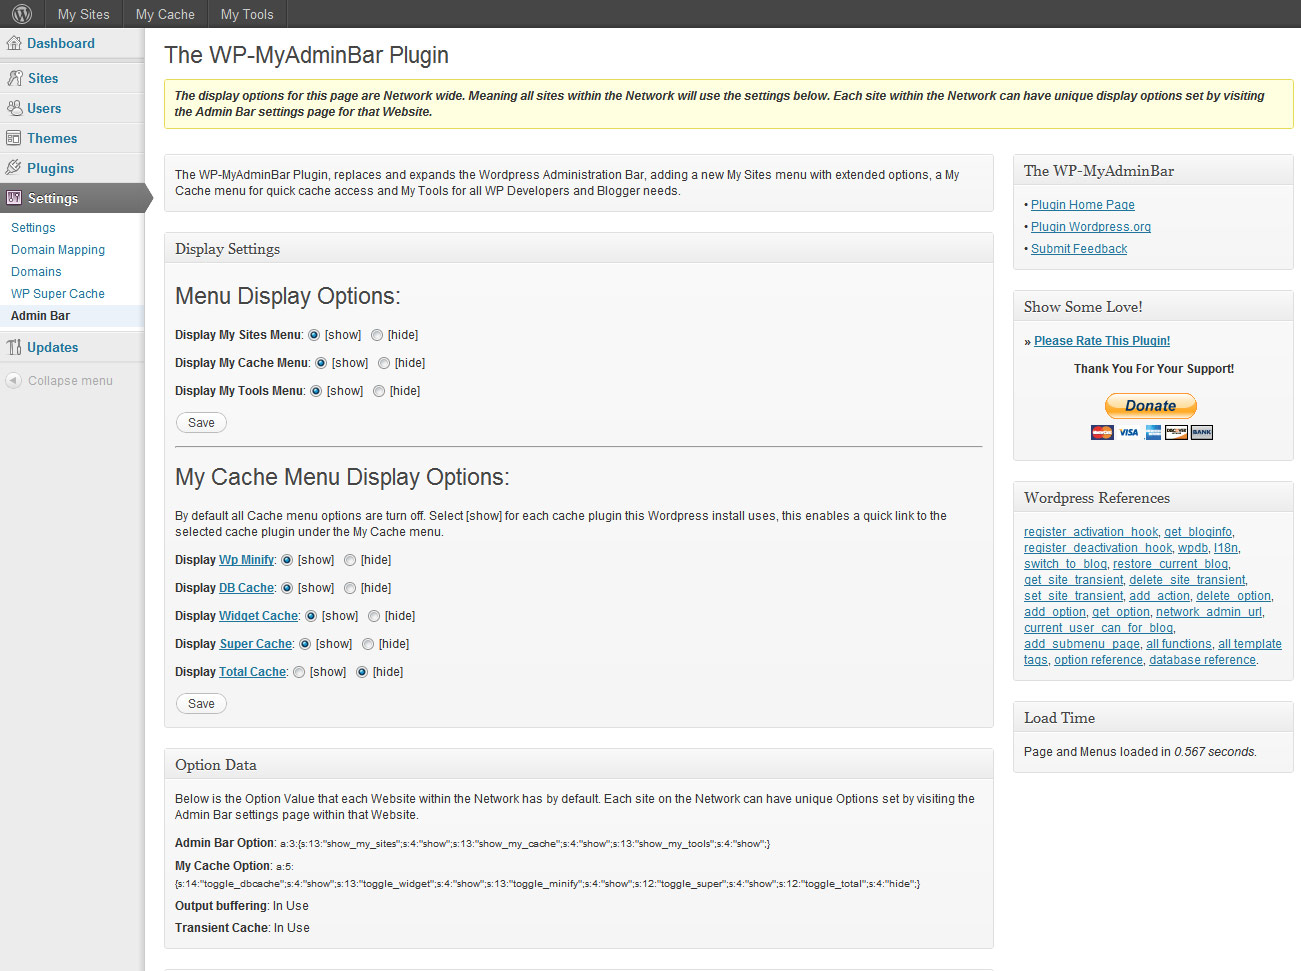 My Sites
My Cache
My Tools
Dashboard
Sites
Users
Themes
Plugins
Settings
Settings
Domain Mapping
Domains
WP Super Cache
Admin Bar
Updates
Collapse menu
The WP-MyAdminBar Plugin
The display options for this page are Network wide. Meaning all sites within the Network will use the settings below. Each site within the Network can have unique display options set by visiting
the Admin Bar settings page for that Website.
The WP-MyAdminBar Plugin, replaces and expands the Wordpress Administration Bar, adding a new My Sites menu with extended options, a My
Cache menu for quick cache access and My Tools for all WP Developers and Blogger needs.
Display Settings
Menu Display Options:
Display My Sites Menu: [show] [hide]
Display My Cache Menu: [show] [hide]
Display My Tools Menu: [show] [hide]
Save
My Cache Menu Display Options:
By default all Cache menu options are turn off. Select [show] for each cache plugin this Wordpress install uses, this enables a quick link to the
selected cache plugin under the My Cache menu.
Display Wp Minify: [show] [hide]
Display DB Cache: [show] [hide]
Display Widget Cache: [show] [hide]
Display Super Cache: [show] [hide]
Display Total Cache: [show] [hide]
Save
Option Data
Below is the Option Value that each Website within the Network has by default. Each site on the Network can have unique Options set by visiting the
Admin Bar settings page within that Website.
Admin Bar Option: a:3:{s:13:"show_my_sites";s:4:"show";s:13:"show_my_cache";s:4:"show";s:13:"show_my_tools";s:4:"show";}
My Cache Option: a:5:
{s:14:"toggle_dbcache";s:4:"show";s:13:"toggle_widget";s:4:"show";s:13:"toggle_minify";s:4:"show";s:12:"toggle_super";s:4:"show";s:12:"toggle_total";s:4:"hide";}
Output buffering: In Use
Transient Cache: In Use
The WP-MyAdminBar
• Plugin Home Page
• Plugin Wordpress.org
• Submit Feedback
Show Some Love!
» Please Rate This Plugin!
Thank You For Your Support!
Donate
MasterCard VISA DISCOVER BANK
Wordpress References
register_activation_hook, get_bloginfo,
register_deactivation_hook, wpdb, I18n,
switch_to_blog, restore_current_blog,
get_site_transient, delete_site_transient,
set_site_transient, add_action, delete_option,
add_option, get_option, network_admin_url,
current_user_can_for_blog,
add_submenu_page, all functions, all template
tags, option reference, database reference.
Load Time
Page and Menus loaded in 0.567 seconds.